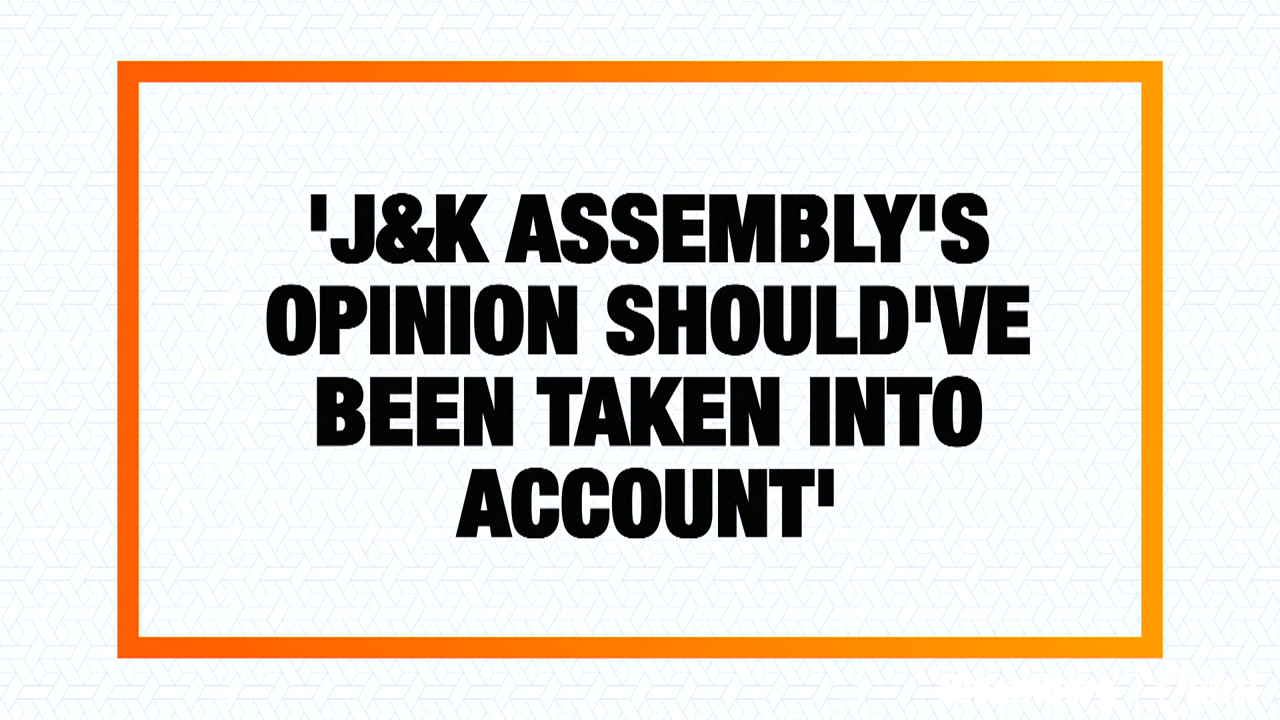 'J&K ASSEMBLY'S
OPINION SHOULD'VE
BEEN TAKEN INTO
ACCOUNT'